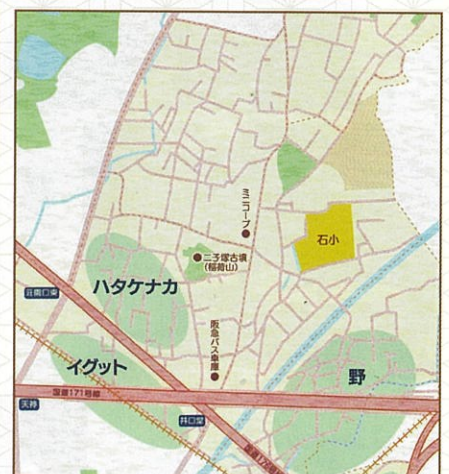 ミニコープ
石小
二子塚古墳
(稲荷山)
ハタケナカ
阪急バス車庫
イグット
野
国道171号線
天神
井口堂